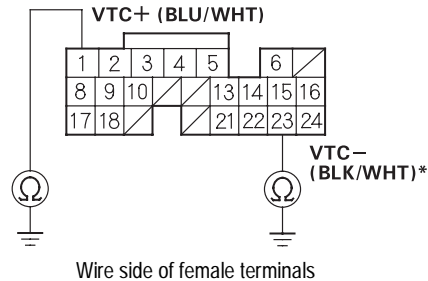 VTC+ (BLU/WHT)
1 2 3 4 5 6
8 9 10 13 14 15 16
17 18 21 22 23 24
VTC−
(BLK/WHT)*
Ω Ω
Wire side of female terminals